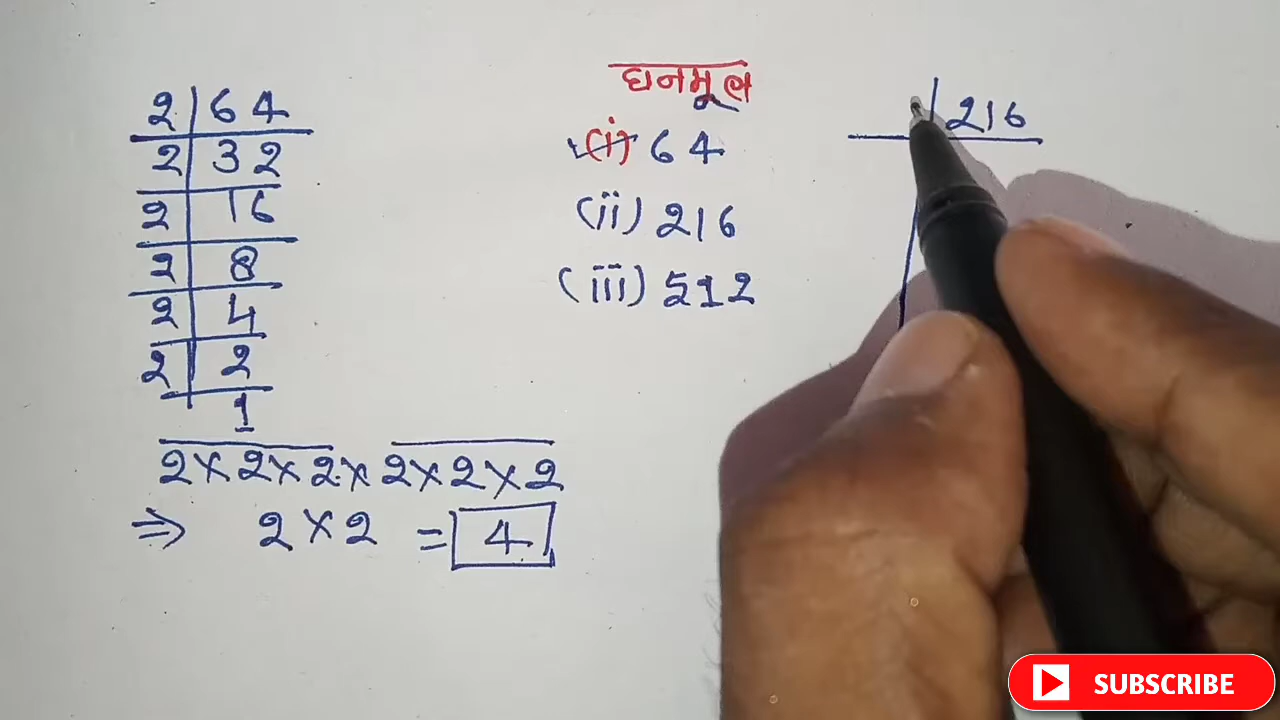 घनमूल
(i) 64
(ii) 216
(iii) 512
2 | 64
2 | 32
2 | 16
2 | 8
2 | 4
2 | 2
1
2×2×2×2×2×2
⇒ 2×2 = 4
216
SUBSCRIBE